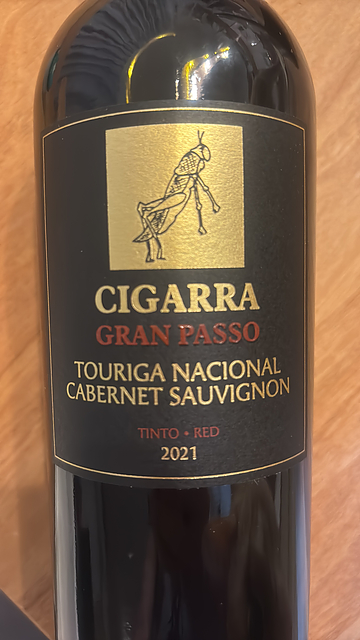 CIGARRA
GRAN PASSO
TOURIGA NACIONAL
CABERNET SAUVIGNON
TINTO • RED
2021